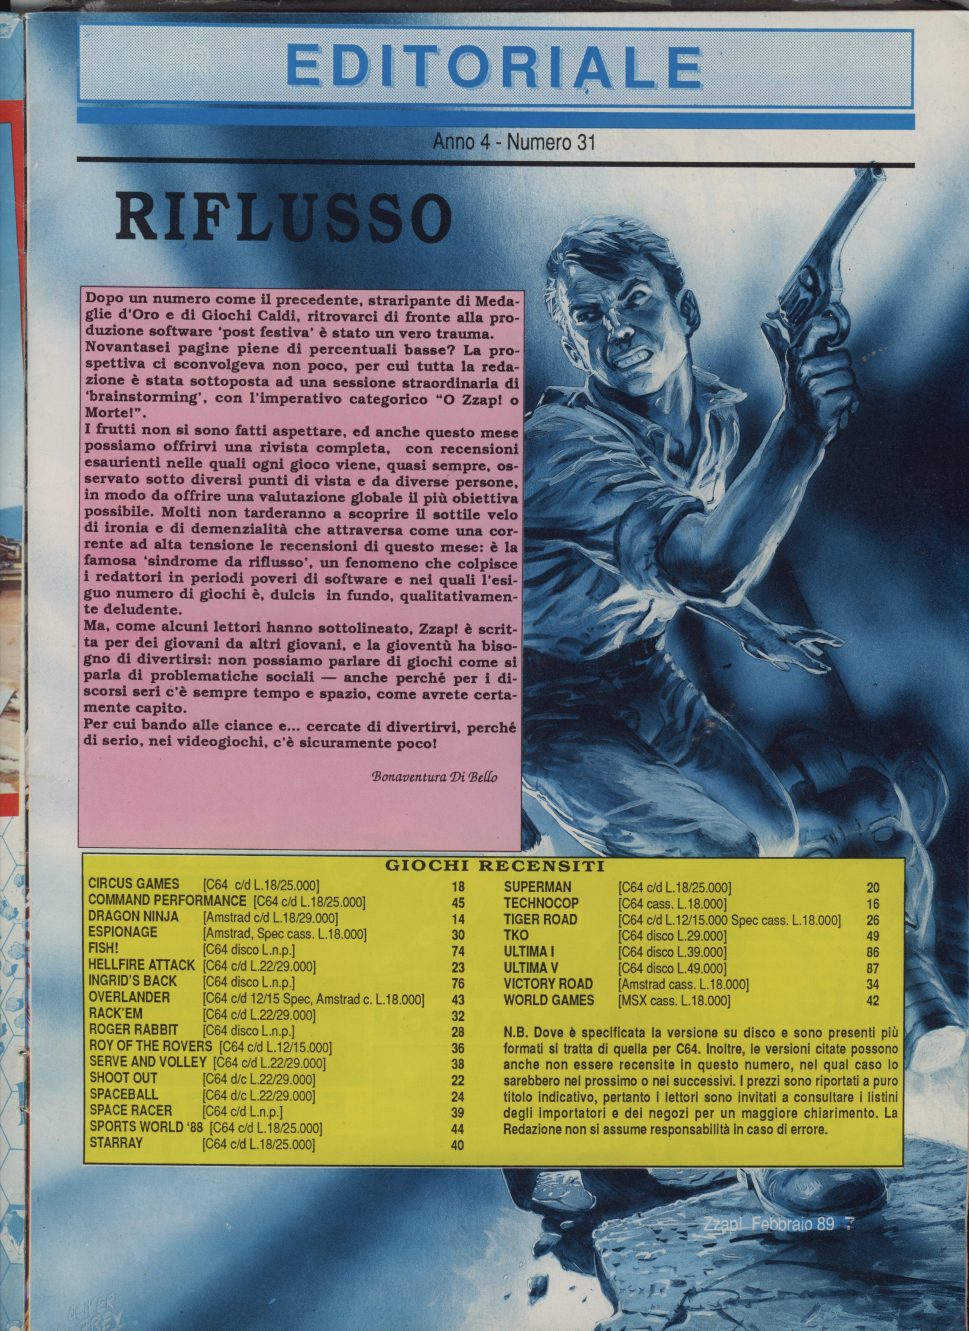 EDITORIALE
Anno 4 - Numero 31
RIFLUSSO
Dopo un numero come il precedente, straripante di Meda-
glie d'Oro e di Giochi Caldi, ritrovarci di fronte alla pro-
duzione software 'post festiva' è stato un vero trauma.
Novantasei pagine piene di percentuali basse? La pro-
spettiva ci sconvolgeva non poco, per cui tutta la reda-
zione è stata sottoposta ad una sessione straordinaria di
'brainstorming', con l'imperativo categorico "O Zzap! o
Morte!".
I frutti non si sono fatti aspettare, ed anche questo mese
possiamo offrirvi una rivista completa, con recensioni
esaurienti nelle quali ogni gioco viene, quasi sempre, os-
servato sotto diversi punti di vista e da diverse persone,
in modo da offrire una valutazione globale il più obiettiva
possibile. Molti non tarderanno a scoprire il sottile velo
di ironia e di demenzialità che attraversa come una cor-
rente ad alta tensione le recensioni di questo mese: è la
famosa 'sindrome da riflusso', un fenomeno che colpisce
i redattori in periodi poveri di software e nei quali l'esi-
guo numero di giochi è, dulcis in fundo, qualitativamen-
te deludente.
Ma, come alcuni lettori hanno sottolineato, Zzap! è scrit-
ta per dei giovani da altri giovani, e la gioventù ha biso-
gno di divertirsi: non possiamo parlare di giochi come si
parla di problematiche sociali — anche perché per i di-
scorsi seri c'è sempre tempo e spazio, come avrete certa-
mente capito.
Per cui bando alle ciance e... cercate di divertirvi, perché
di serio, nei videogiochi, c'è sicuramente poco!
Bonaventura Di Bello
GIOCHI RECENSITI
CIRCUS GAMES [C64 c/d L.18/25.000] 18
COMMAND PERFORMANCE [C64 c/d L.18/25.000] 45
DRAGON NINJA [Amstrad c/d L.18/29.000] 14
ESPIONAGE [Amstrad, Spec cass. L.18.000] 30
FISH! [C64 disco L.n.p.] 74
HELLFIRE ATTACK [C64 c/d L.22/29.000] 23
INGRID'S BACK [C64 disco L.n.p.] 76
OVERLANDER [C64 c/d 12/15 Spec, Amstrad c. L.18.000] 43
RACK'EM [C64 c/d L.22/29.000] 32
ROGER RABBIT [C64 disco L.n.p.] 28
ROY OF THE ROVERS [C64 c/d L.12/15.000] 36
SERVE AND VOLLEY [C64 c/d L.22/29.000] 38
SHOOT OUT [C64 d/c L.22/29.000] 22
SPACEBALL [C64 d/c L.22/29.000] 24
SPACE RACER [C64 c/d L.n.p.] 39
SPORTS WORLD '88 [C64 c/d L.18/25.000] 44
STARRAY [C64 c/d L.18/25.000] 40
SUPERMAN [C64 c/d L.18/25.000] 20
TECHNOCOP [C64 cass. L.18.000] 16
TIGER ROAD [C64 c/d L.12/15.000 Spec cass. L.18.000] 26
TKO [C64 disco L.29.000] 49
ULTIMA I [C64 disco L.39.000] 86
ULTIMA V [C64 disco L.49.000] 87
VICTORY ROAD [Amstrad cass. L.18.000] 34
WORLD GAMES [MSX cass. L.18.000] 42
N.B. Dove è specificata la versione su disco e sono presenti più
formati si tratta di quella per C64. Inoltre, le versioni citate possono
anche non essere recensite in questo numero, nel qual caso lo
sarebbero nel prossimo o nei successivi. I prezzi sono riportati a puro
titolo indicativo, pertanto i lettori sono invitati a consultare i listini
degli importatori e dei negozi per un maggiore chiarimento. La
Redazione non si assume responsabilità in caso di errore.
Zzap! Febbraio 89 7
OLIVER
FREY